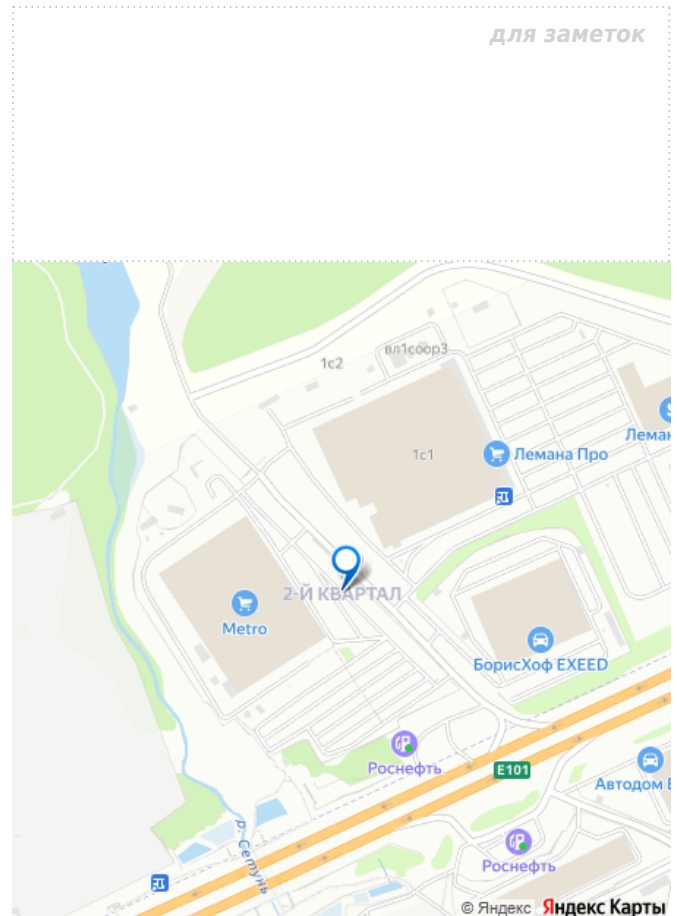 для заметок
вл1соор3
1с2
Леман
1с1
Лемана Про
2-Й КВАРТАЛ
Metro
БорисХоф EXEED
Роснефть
E101
Автодом
р. Сетунь
Роснефть
© Яндекс Яндекс Карты